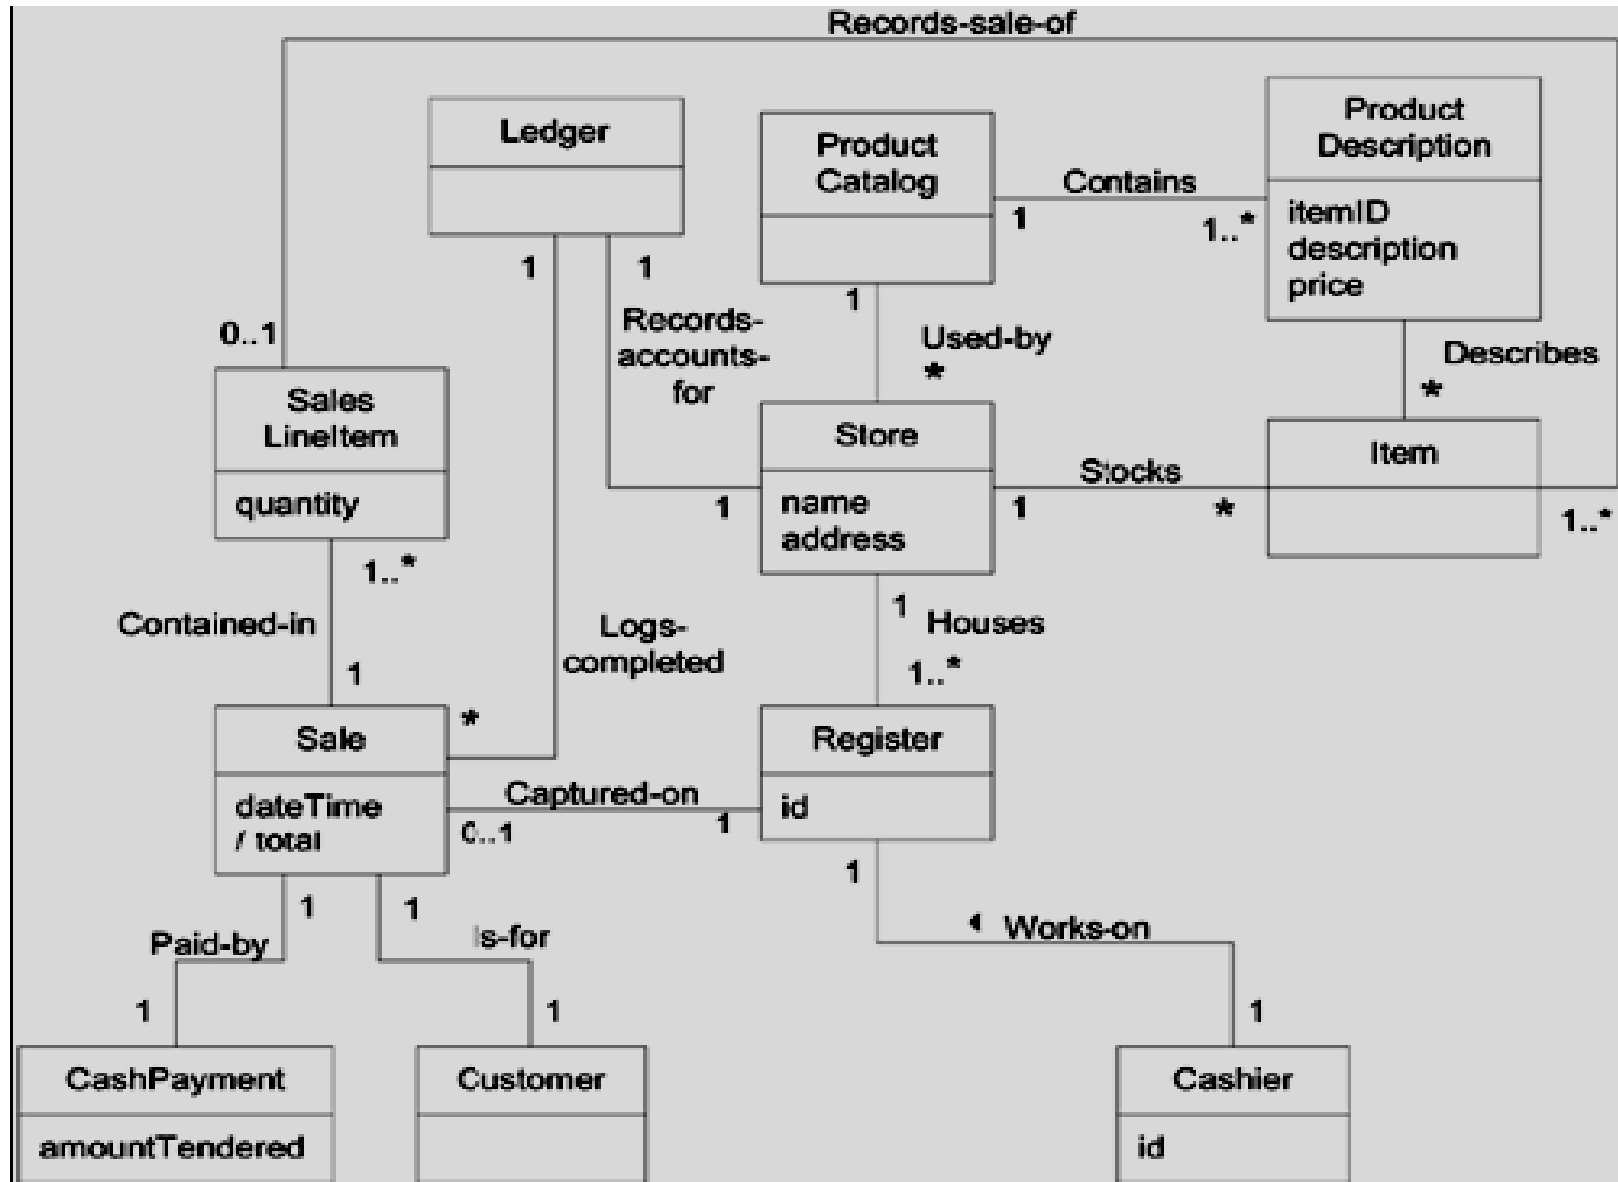 Records-sale-of
Ledger
Product
Catalog
Product
Description
itemID
description
price
Contains
1
1..*
1
1
1
0..1
Records-
accounts-
for
Used-by
*
Describes
*
Sales
LineItem
quantity
Store
name
address
Item
Stocks
1
1
*
1..*
1..*
1
Houses
Contained-in
Logs-
completed
1
1..*
Sale
dateTime
/ total
*
Register
id
Captured-on
0..1
1
1
1
1
Paid-by
Is-for
Works-on
1
1
1
CashPayment
amountTendered
Customer
Cashier
id